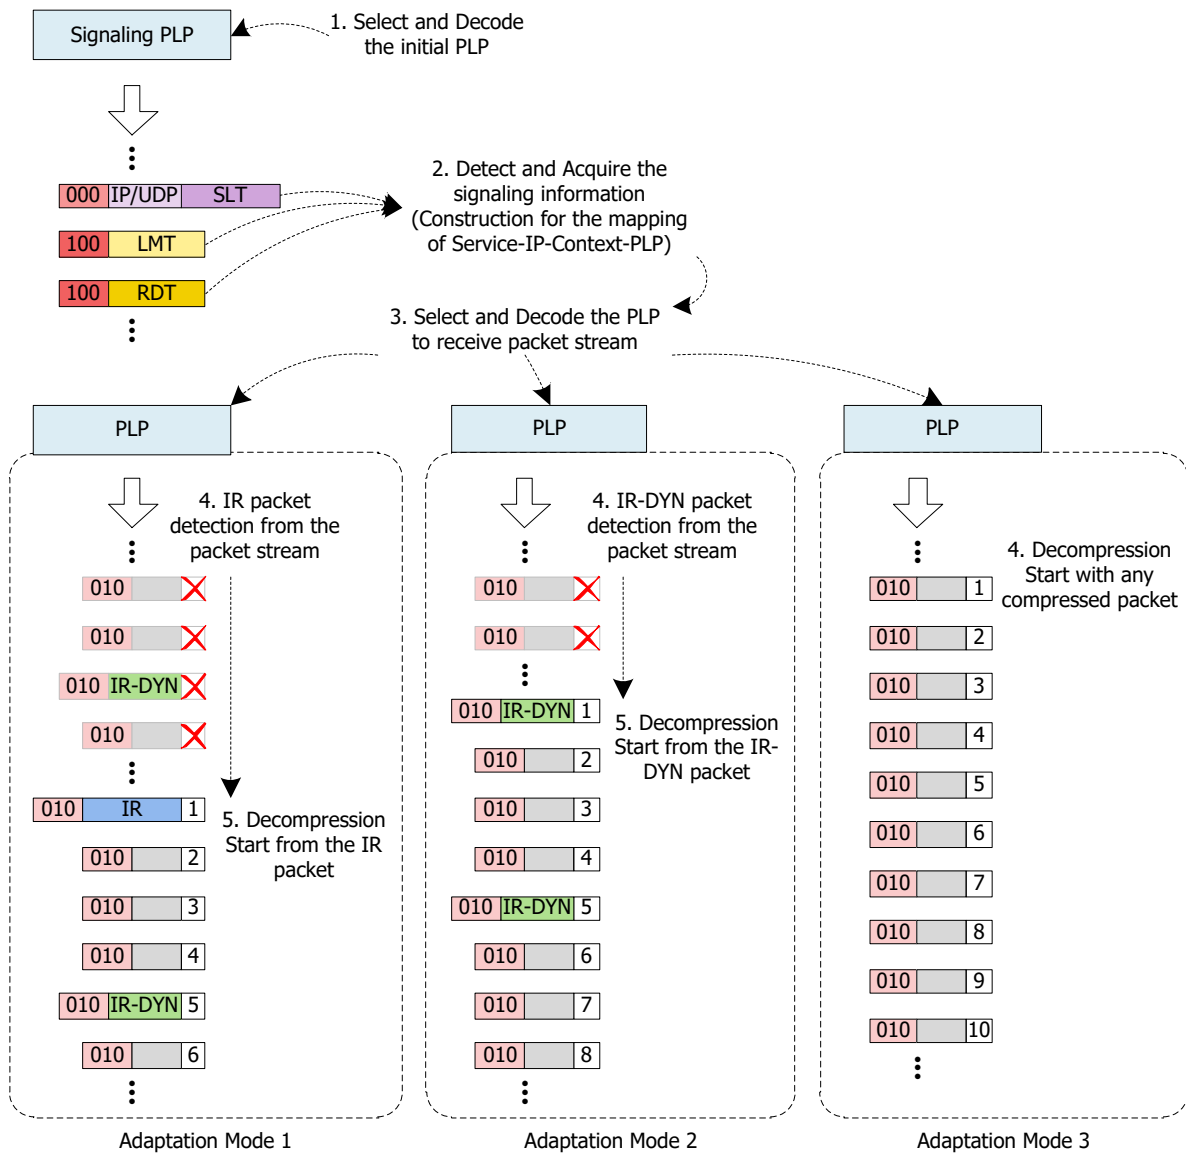 Signaling PLP
1. Select and Decode
the initial PLP
000 IP/UDP SLT
100 LMT
100 RDT
2. Detect and Acquire the
signaling information
(Construction for the mapping
of Service-IP-Context-PLP)
3. Select and Decode the PLP
to receive packet stream
PLP
4. IR packet
detection from the
packet stream
010
010
010 IR-DYN
010
010 IR 1
5. Decompression
Start from the IR
packet
010 2
010 3
010 4
010 IR-DYN 5
010 6
Adaptation Mode 1
PLP
4. IR-DYN packet
detection from the
packet stream
010
010
010 IR-DYN 1
5. Decompression
Start from the IR-
DYN packet
010 2
010 3
010 4
010 IR-DYN 5
010 6
010 7
010 8
Adaptation Mode 2
PLP
4. Decompression
Start with any
compressed packet
010 1
010 2
010 3
010 4
010 5
010 6
010 7
010 8
010 9
010 10
Adaptation Mode 3